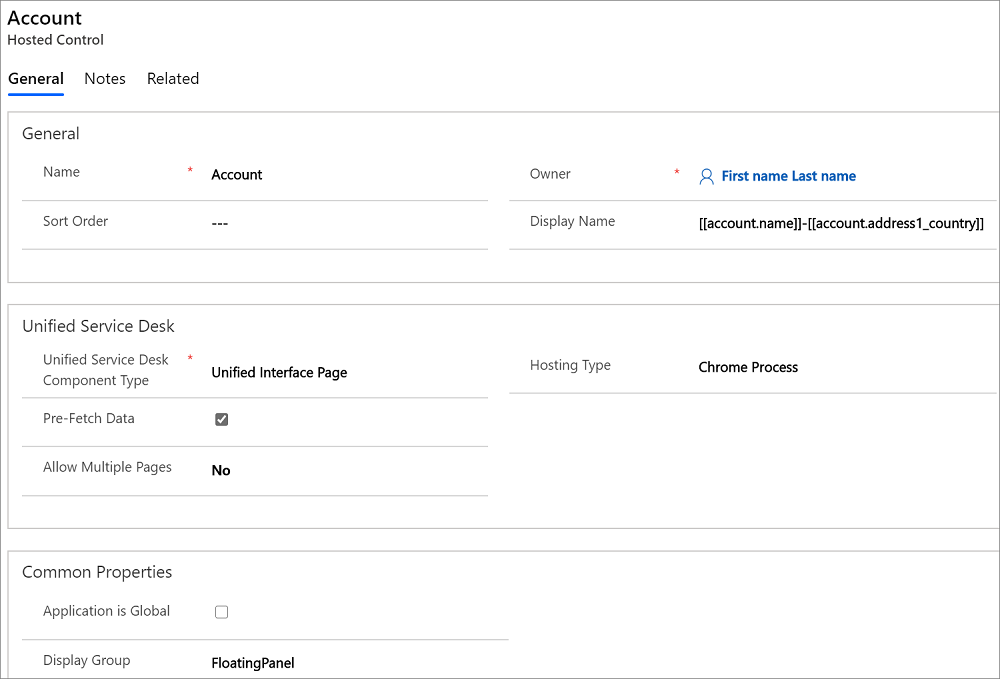 Account
Hosted Control
General Notes Related
General
Name * Account
Owner * First name Last name
Sort Order ---
Display Name [[account.name]]-[[account.address1_country]]
Unified Service Desk
Unified Service Desk * Unified Interface Page
Component Type
Hosting Type Chrome Process
Pre-Fetch Data
Allow Multiple Pages No
Common Properties
Application is Global
Display Group FloatingPanel